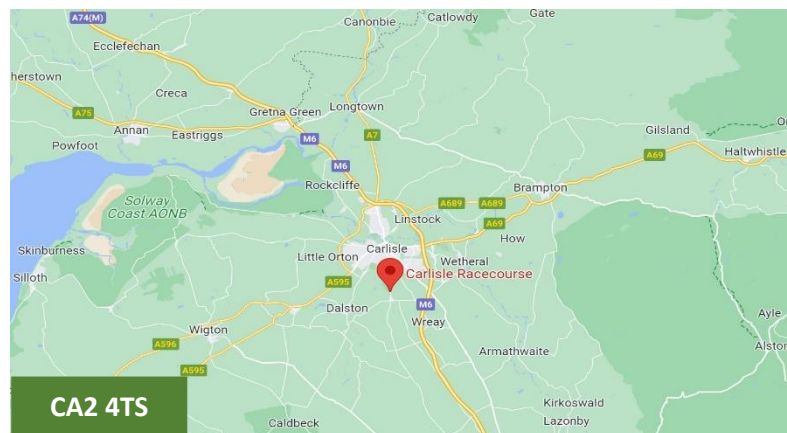 A74(M)
Canonbie
Catlowdy
Gate
Ecclefechan
herstown
Creca
Longtown
A75
Gretna Green
Annan
Eastriggs
M6
A7
Gilsland
Powfoot
A69
Haltwhistle
M6
Rockcliffe
Brampton
Solway
Coast AONB
A689
A689
Linstock
A69
How
Skinburness
Little Orton
Carlisle
Wetheral
Silloth
A595
Carlisle Racecourse
Dalston
M6
Wreay
Ayle
Wigton
A596
Armathwaite
Alston
A595
Kirkoswald
CA2 4TS
Caldbeck
Lazonby